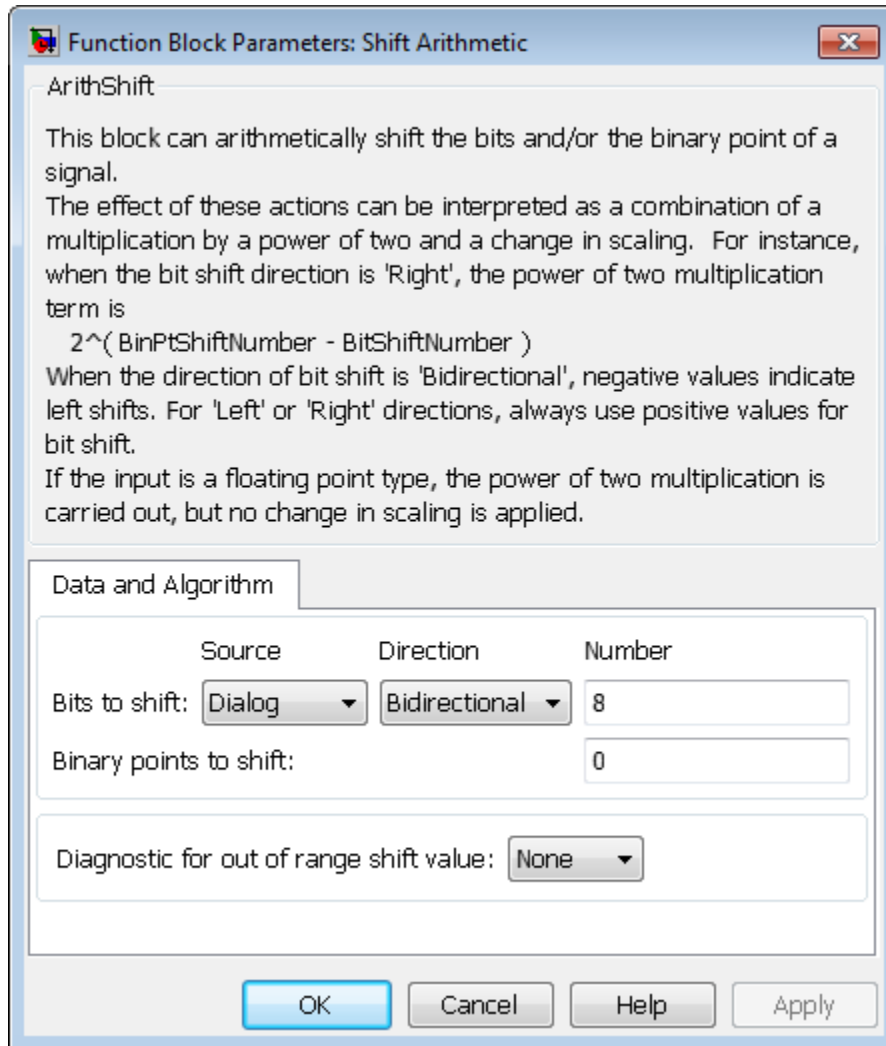 Function Block Parameters: Shift Arithmetic
ArithShift
This block can arithmetically shift the bits and/or the binary point of a
signal.
The effect of these actions can be interpreted as a combination of a
multiplication by a power of two and a change in scaling.  For instance,
when the bit shift direction is 'Right', the power of two multiplication
term is
2^( BinPtShiftNumber - BitShiftNumber )
When the direction of bit shift is 'Bidirectional', negative values indicate
left shifts. For 'Left' or 'Right' directions, always use positive values for
bit shift.
If the input is a floating point type, the power of two multiplication is
carried out, but no change in scaling is applied.
Data and Algorithm
Source Direction Number
Bits to shift: Dialog Bidirectional 8
Binary points to shift: 0
Diagnostic for out of range shift value: None
OK Cancel Help Apply